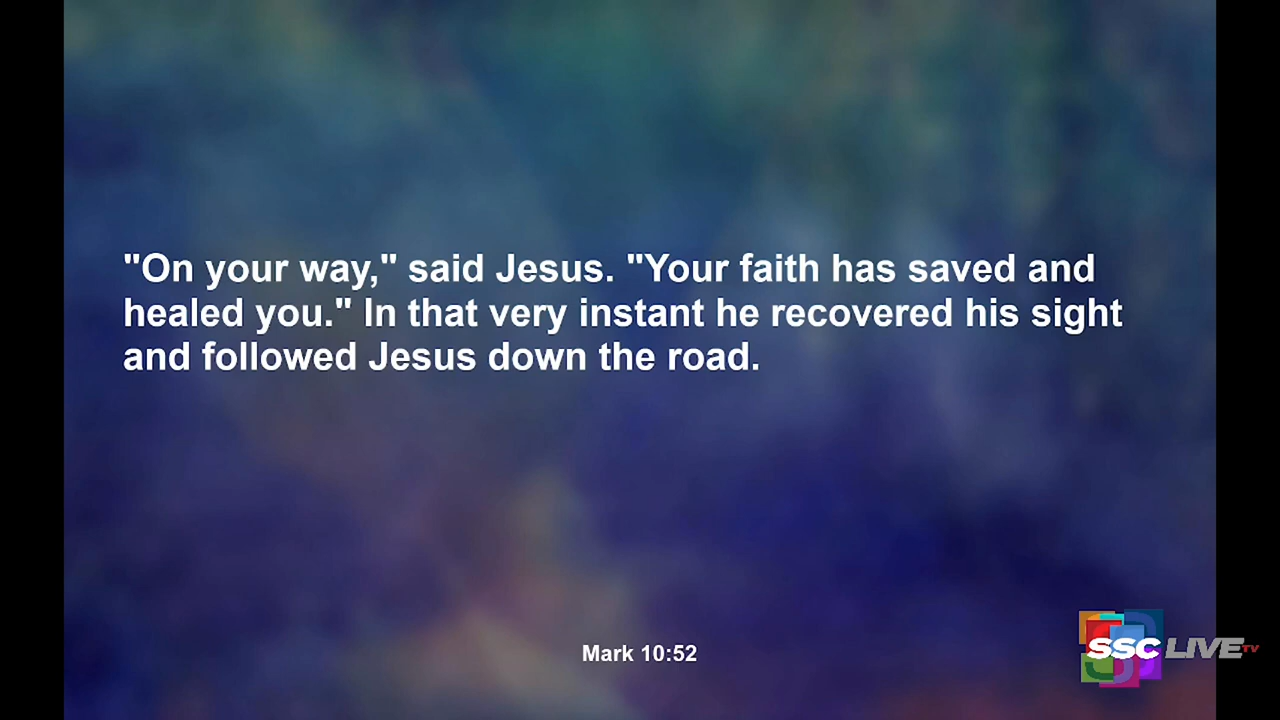 "On your way," said Jesus. "Your faith has saved and
healed you." In that very instant he recovered his sight
and followed Jesus down the road.
Mark 10:52
SSC LIVE TV